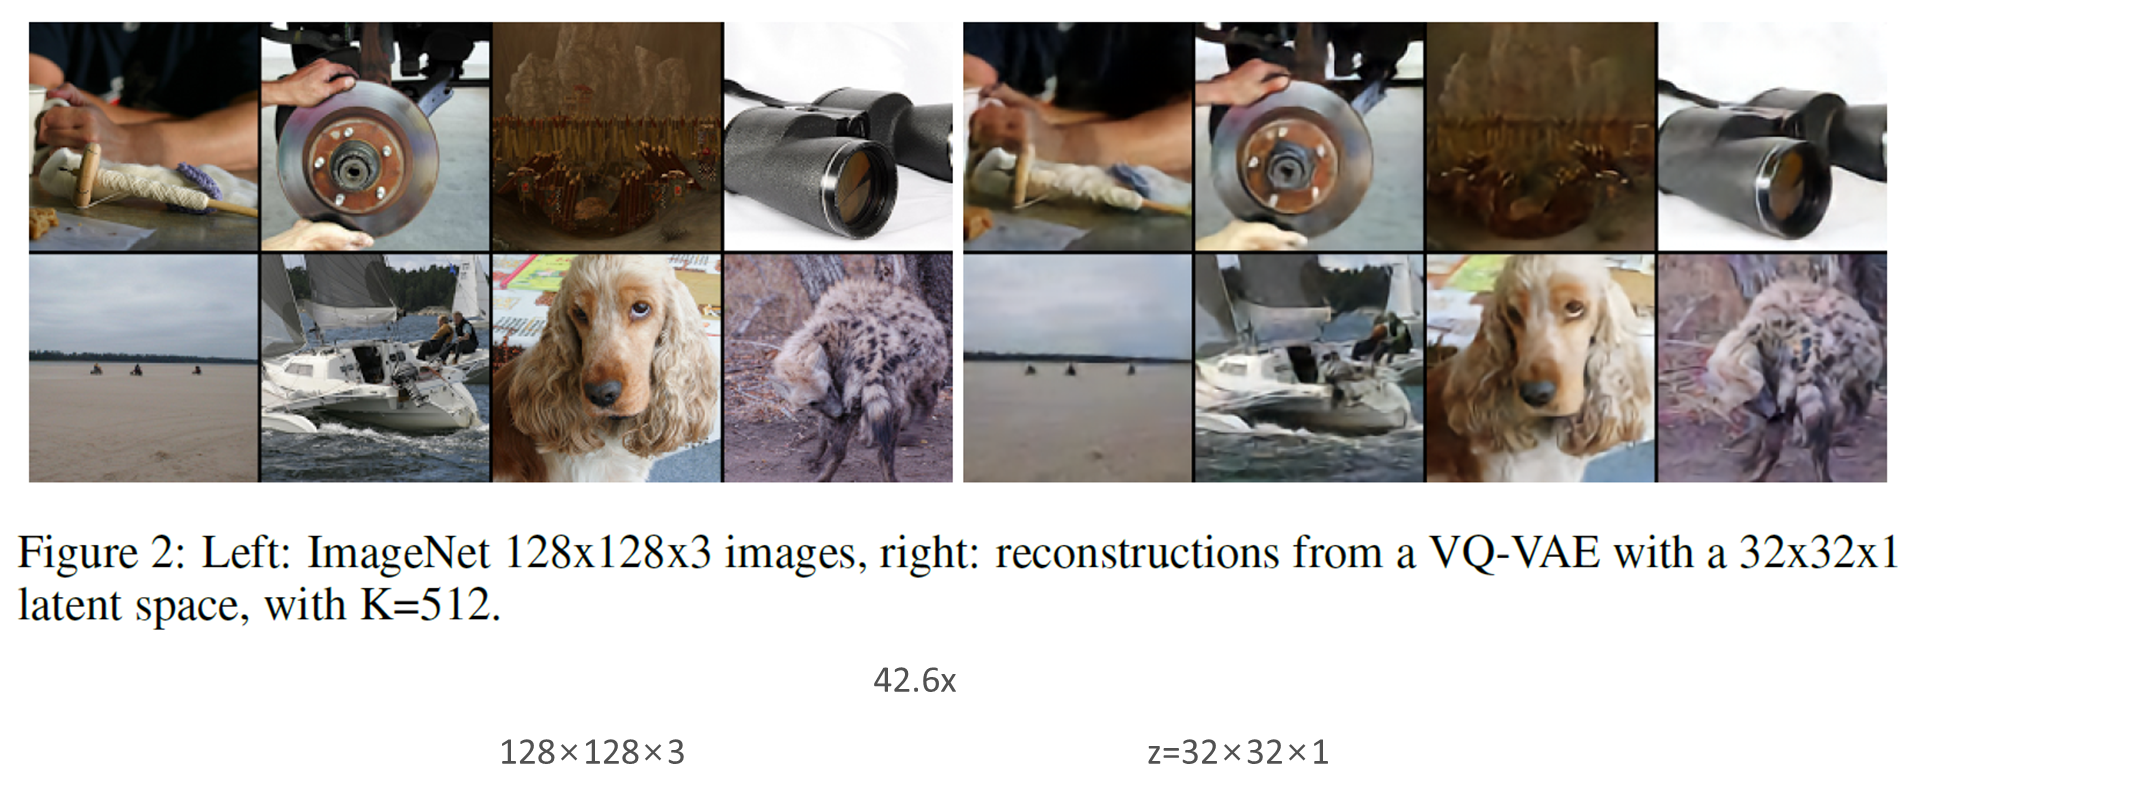 Figure 2: Left: ImageNet 128x128x3 images, right: reconstructions from a VQ-VAE with a 32x32x1
latent space, with K=512.
42.6x
128×128×3
z=32×32×1